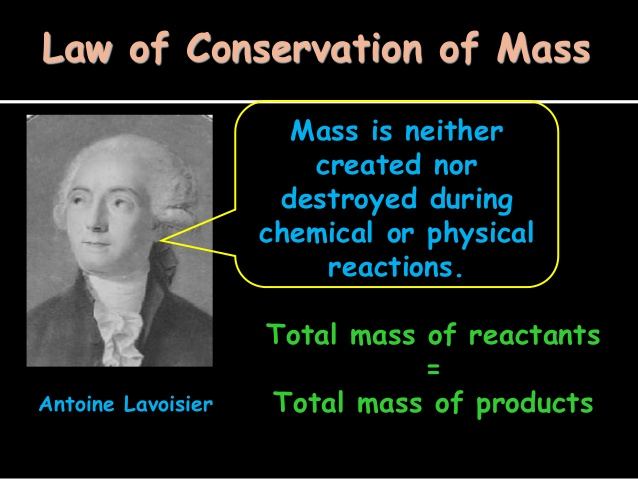 Law of Conservation of Mass
Mass is neither
created nor
destroyed during
chemical or physical
reactions.
Total mass of reactants
=
Total mass of products
Antoine Lavoisier